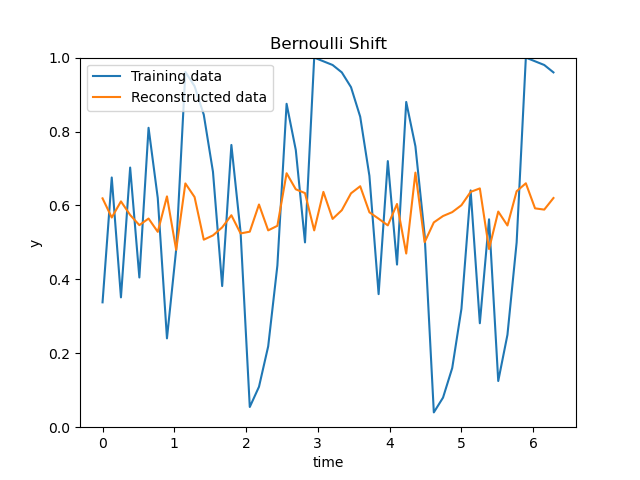 Bernoulli Shift
Training data
Reconstructed data
1.0
0.8
0.6
0.4
0.2
0.0
y
0 1 2 3 4 5 6
time